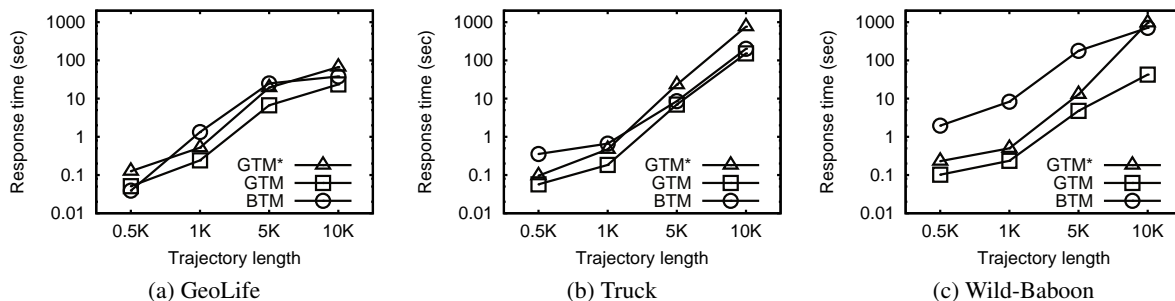 Response time (sec)
1000
100
10
1
0.1
0.01
GTM*
GTM
BTM
0.5K 1K 5K 10K
Trajectory length
(a) GeoLife
Response time (sec)
1000
100
10
1
0.1
0.01
GTM*
GTM
BTM
0.5K 1K 5K 10K
Trajectory length
(b) Truck
Response time (sec)
1000
100
10
1
0.1
0.01
GTM*
GTM
BTM
0.5K 1K 5K 10K
Trajectory length
(c) Wild-Baboon